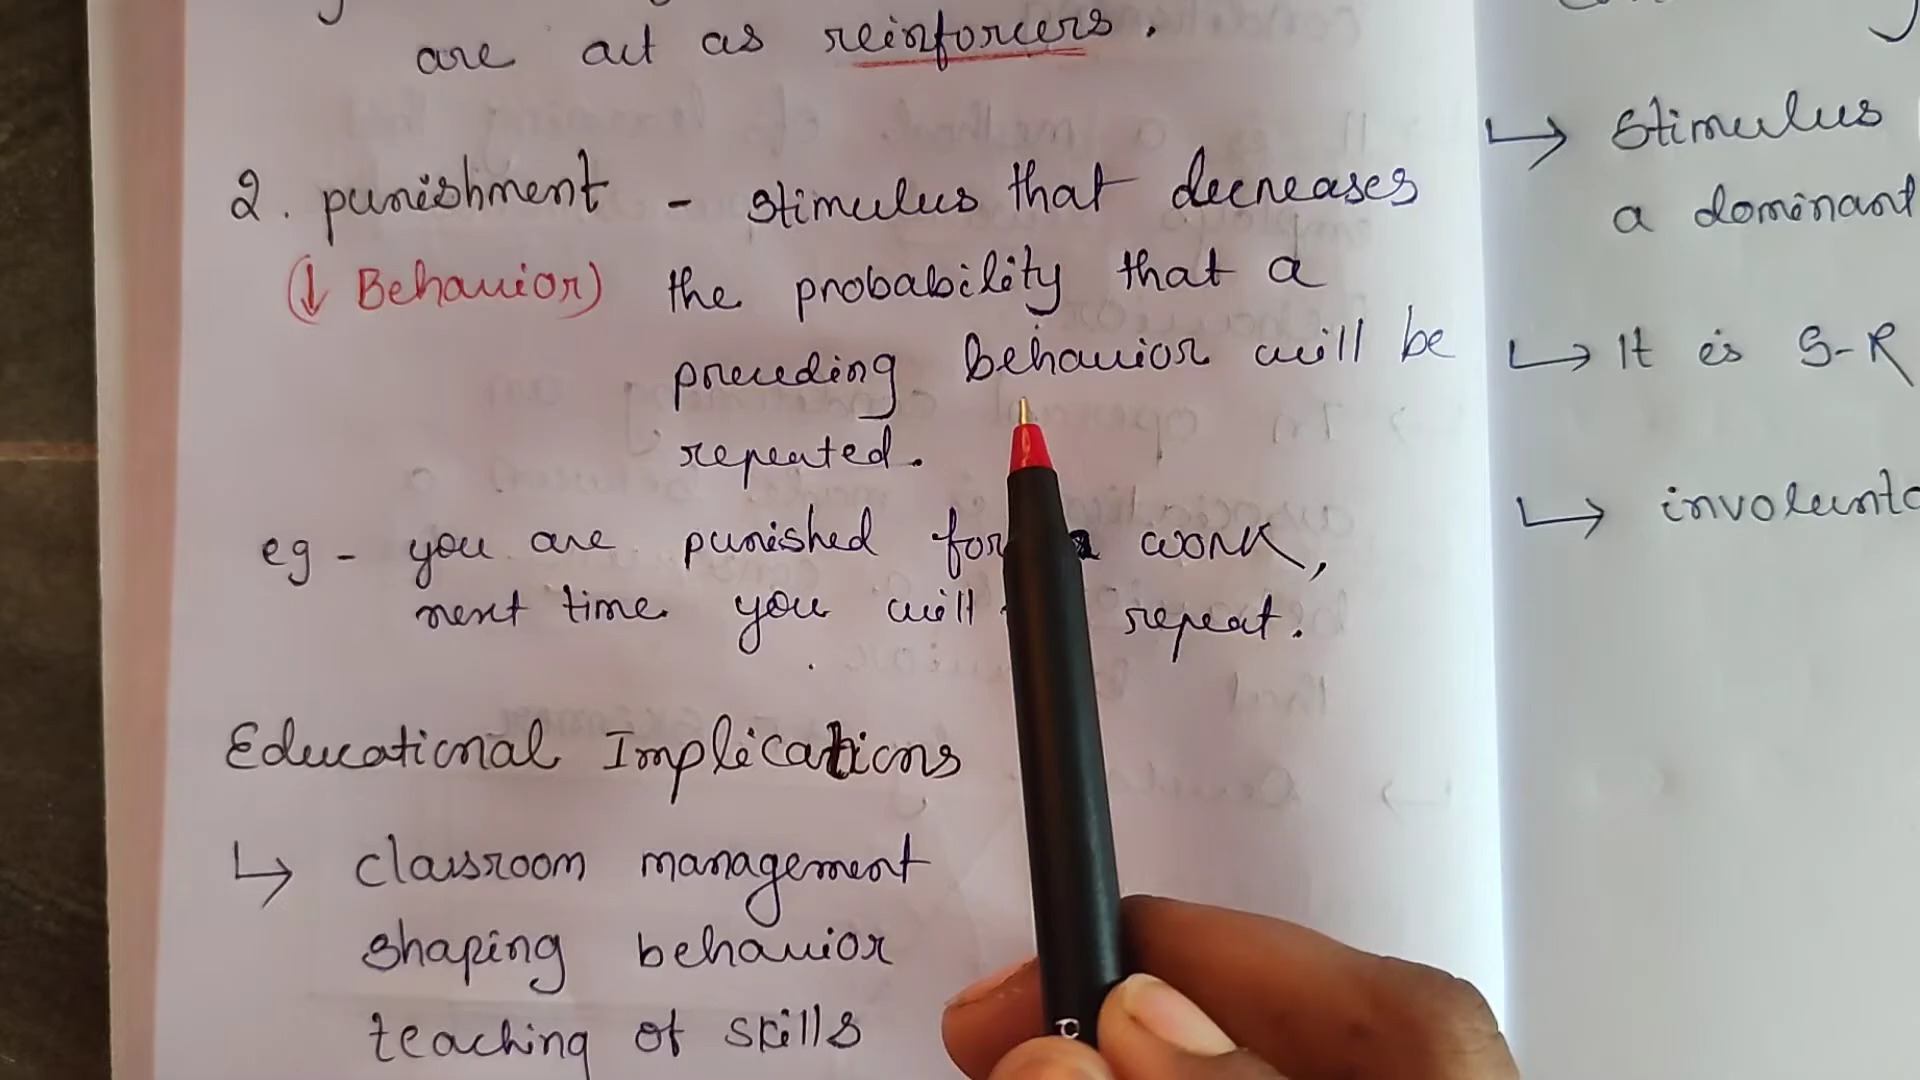 are act as reinforcers.
2. punishment - stimulus that decreases
(↓ Behavior) the probability that a
preceding behavior will be
repeated.
eg - you are punished for a work,
next time you will repeat.
Educational Implications
↳ classroom management
shaping behavior
teaching of skills
↳ Stimulus
a dominant
↳ It is S-R
↳